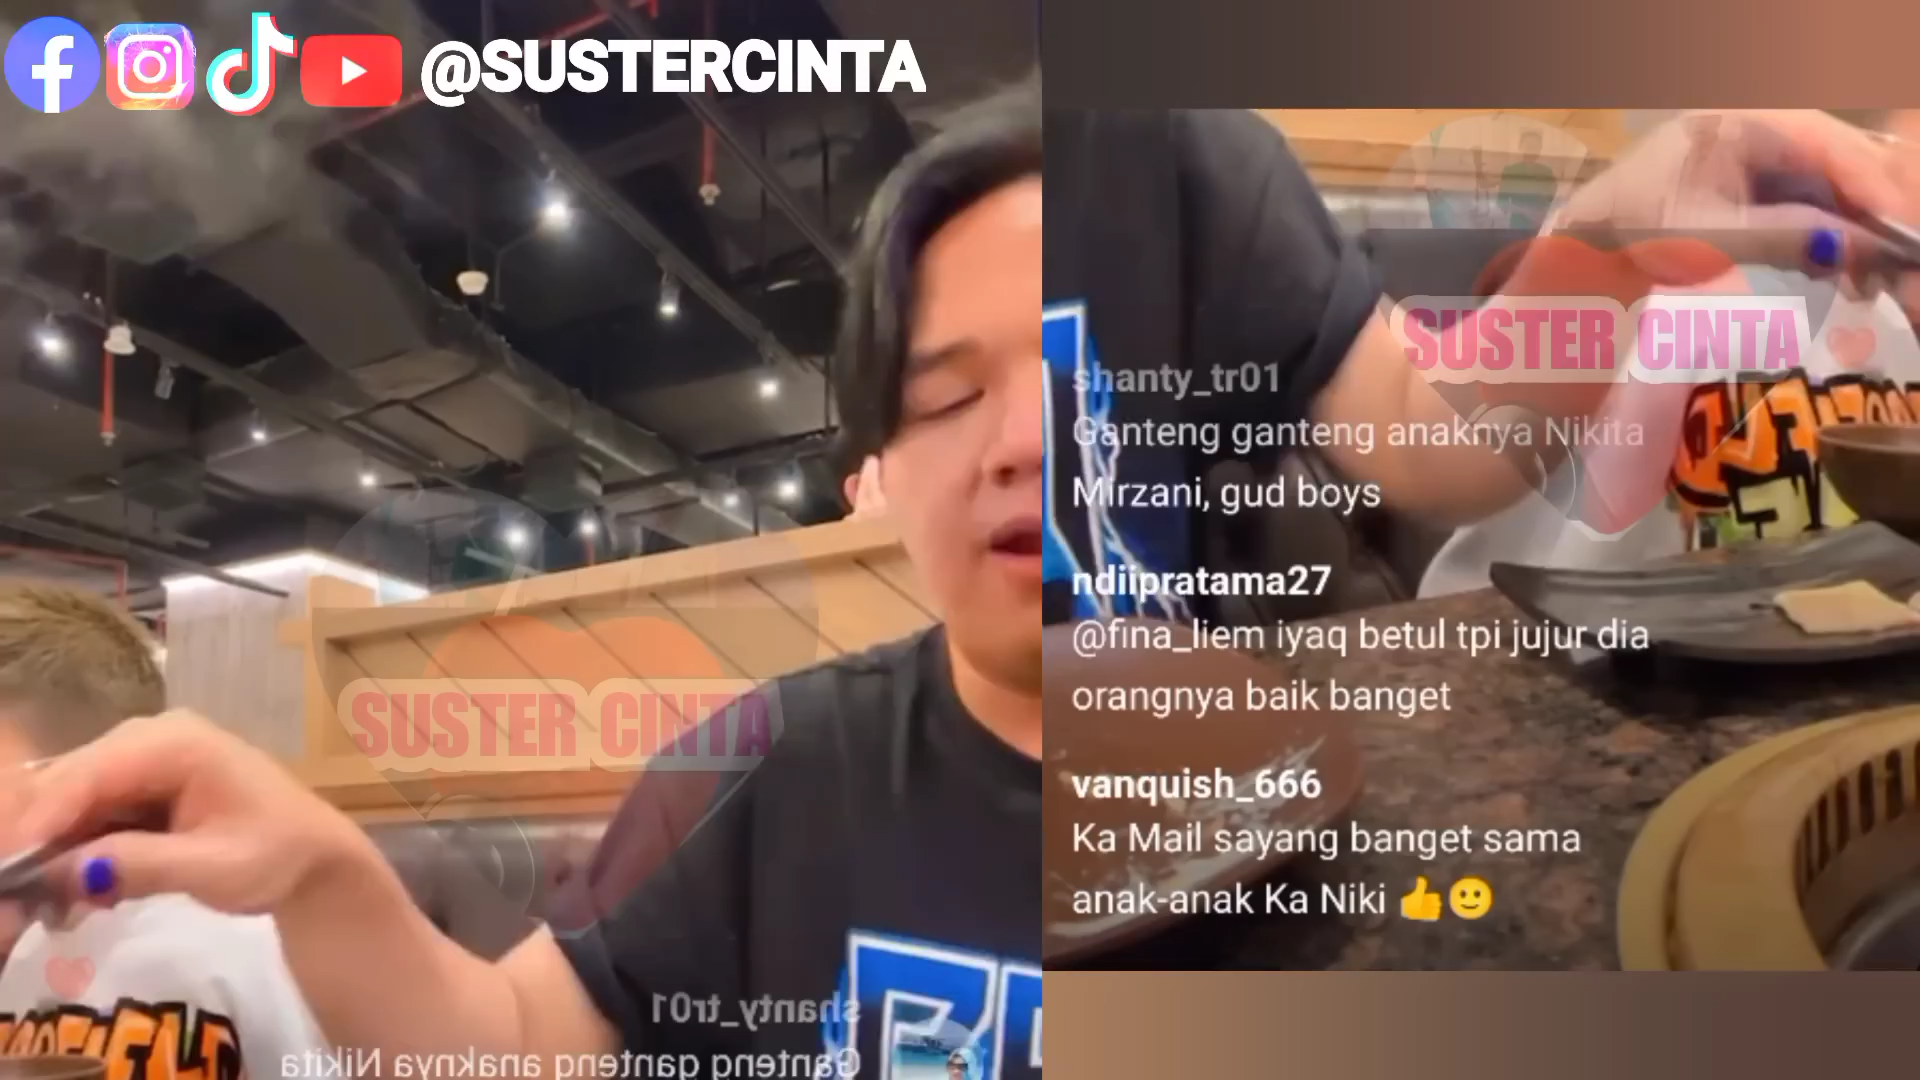 @SUSTERCINTA
SUSTER CINTA
shanty_tr01
Ganteng ganteng anaknya Nikita
SUSTER CINTA
shanty_tr01
Ganteng ganteng anaknya Nikita
Mirzani, gud boys
ndiipratama27
@fina_liem iyaq betul tpi jujur dia
orangnya baik banget
vanquish_666
Ka Mail sayang banget sama
anak-anak Ka Niki 👍🙂